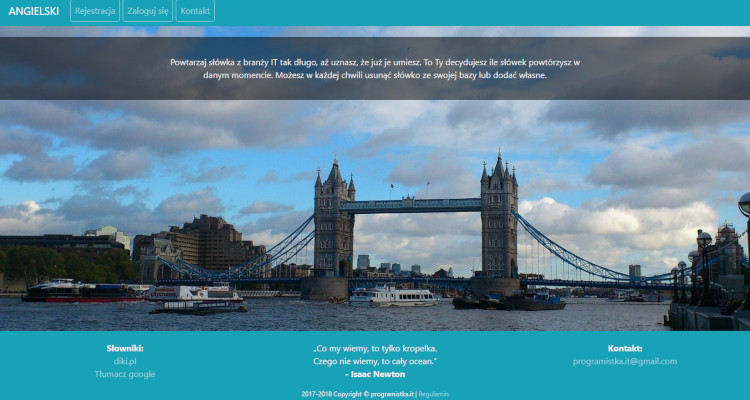 ANGIELSKI Rejestracja Zaloguj się Kontakt
Powtarzaj słówka z branży IT tak długo, aż uznasz, że już je umiesz. To Ty decydujesz ile słówek powtórzysz w
danym momencie. Możesz w każdej chwili usunąć słówko ze swojej bazy lub dodać własne.
Słowniki:
diki.pl
Tłumacz google
„Co my wiemy, to tylko kropelka.
Czego nie wiemy, to cały ocean.”
- Isaac Newton
Kontakt:
programistka.it@gmail.com
2017-2018 Copyright © programistka.it | Regulamin